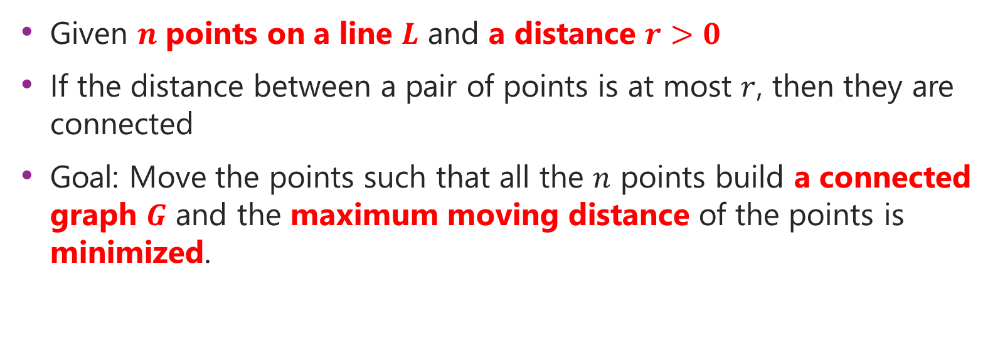 • Given n points on a line L and a distance r > 0
• If the distance between a pair of points is at most r, then they are
connected
• Goal: Move the points such that all the n points build a connected
graph G and the maximum moving distance of the points is
minimized.